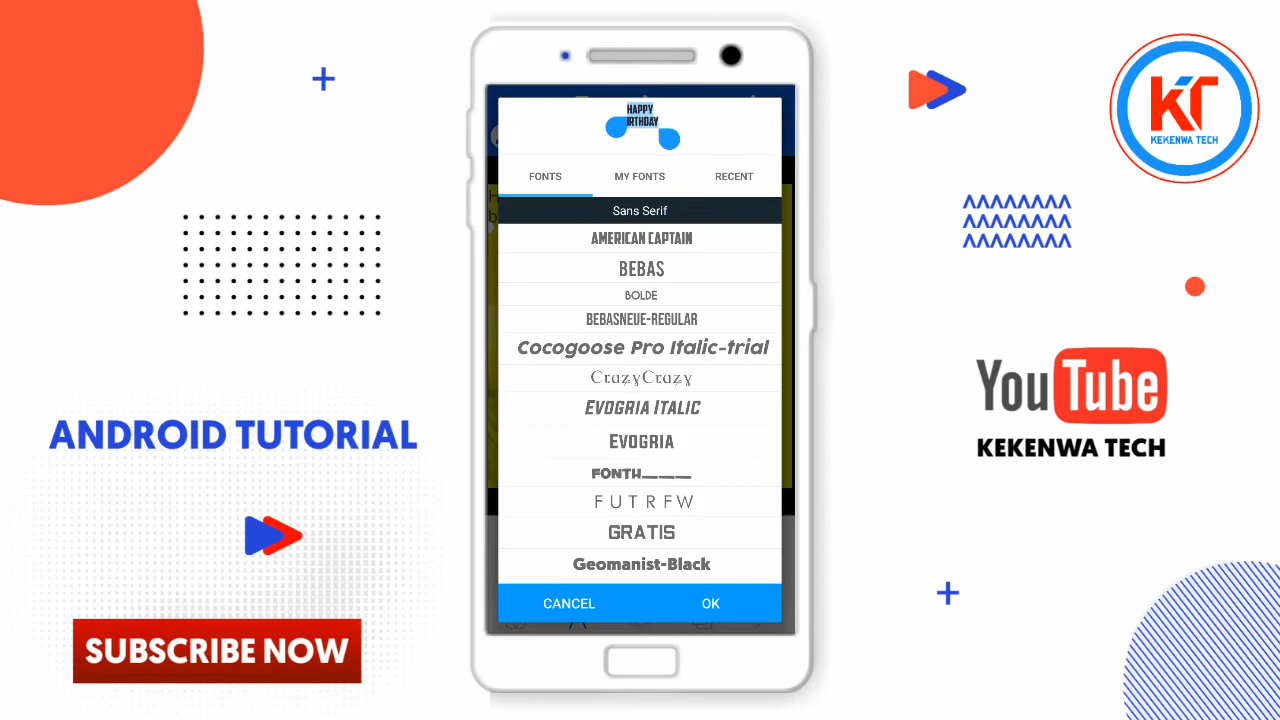 KT
KEKENWA TECH
HAPPY
IRTHDAY
FONTS
MY FONTS
RECENT
Sans Serif
AMERICAN CAPTAIN
BEBAS
BOLDE
BEBASNEUE-REGULAR
Cocogoose Pro Italic-trial
CrazyCrazy
EVOGRIA ITALIC
EVOGRIA
FONTH____
F U T R F W
GRATIS
Geomanist-Black
CANCEL
OK
ANDROID TUTORIAL
SUBSCRIBE NOW
YouTube
KEKENWA TECH